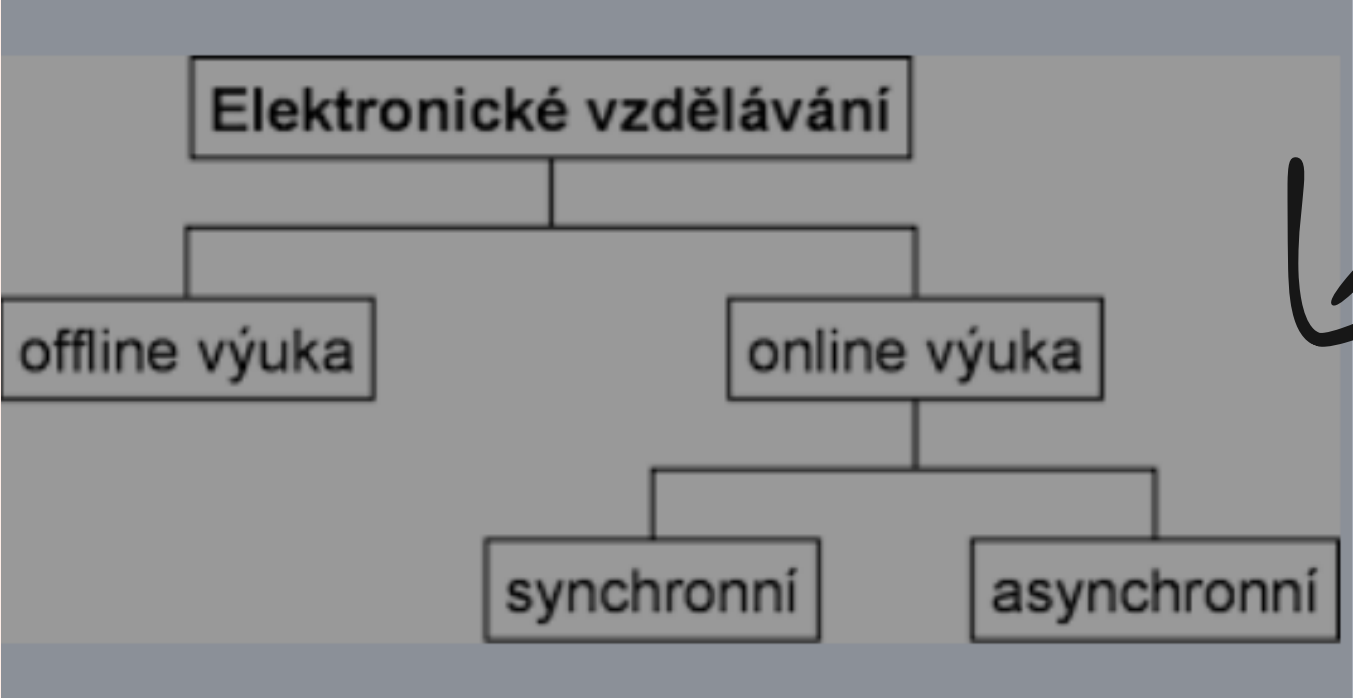 Elektronické vzdělávání
offline výuka
online výuka
synchronní
asynchronní